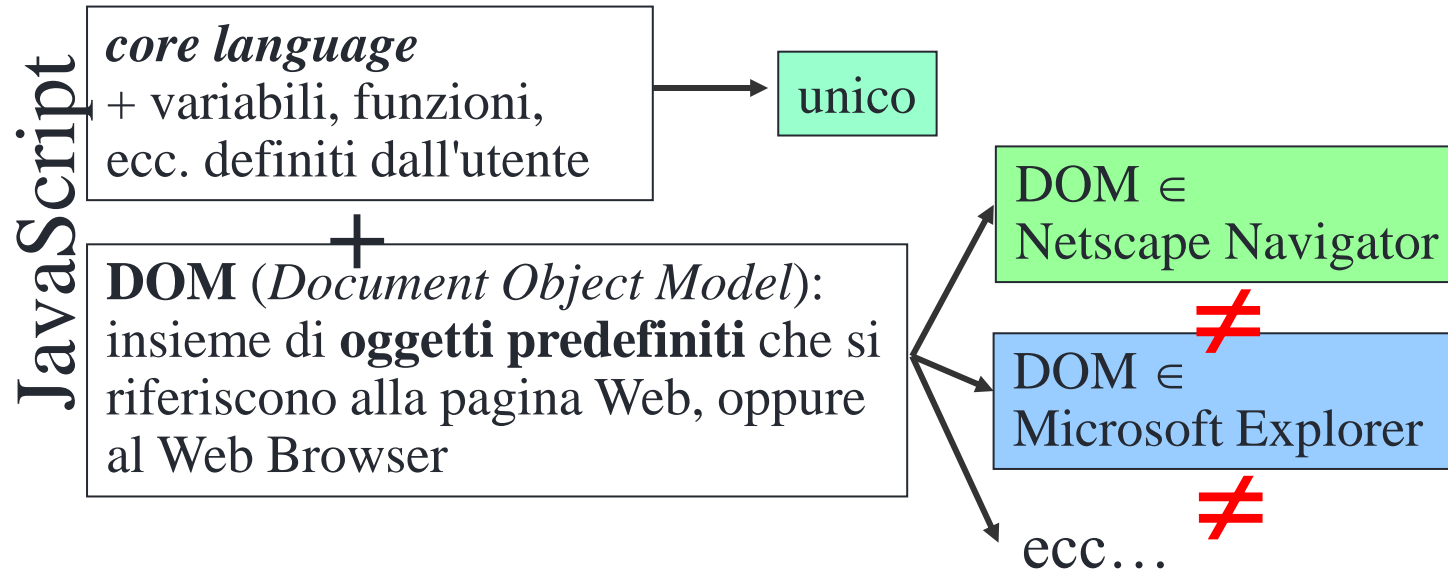 JavaScript
core language
+ variabili, funzioni,
ecc. definiti dall'utente
unico
+
DOM (Document Object Model):
insieme di oggetti predefiniti che si
riferiscono alla pagina Web, oppure
al Web Browser
DOM ∈
Netscape Navigator
≠
DOM ∈
Microsoft Explorer
≠
ecc…